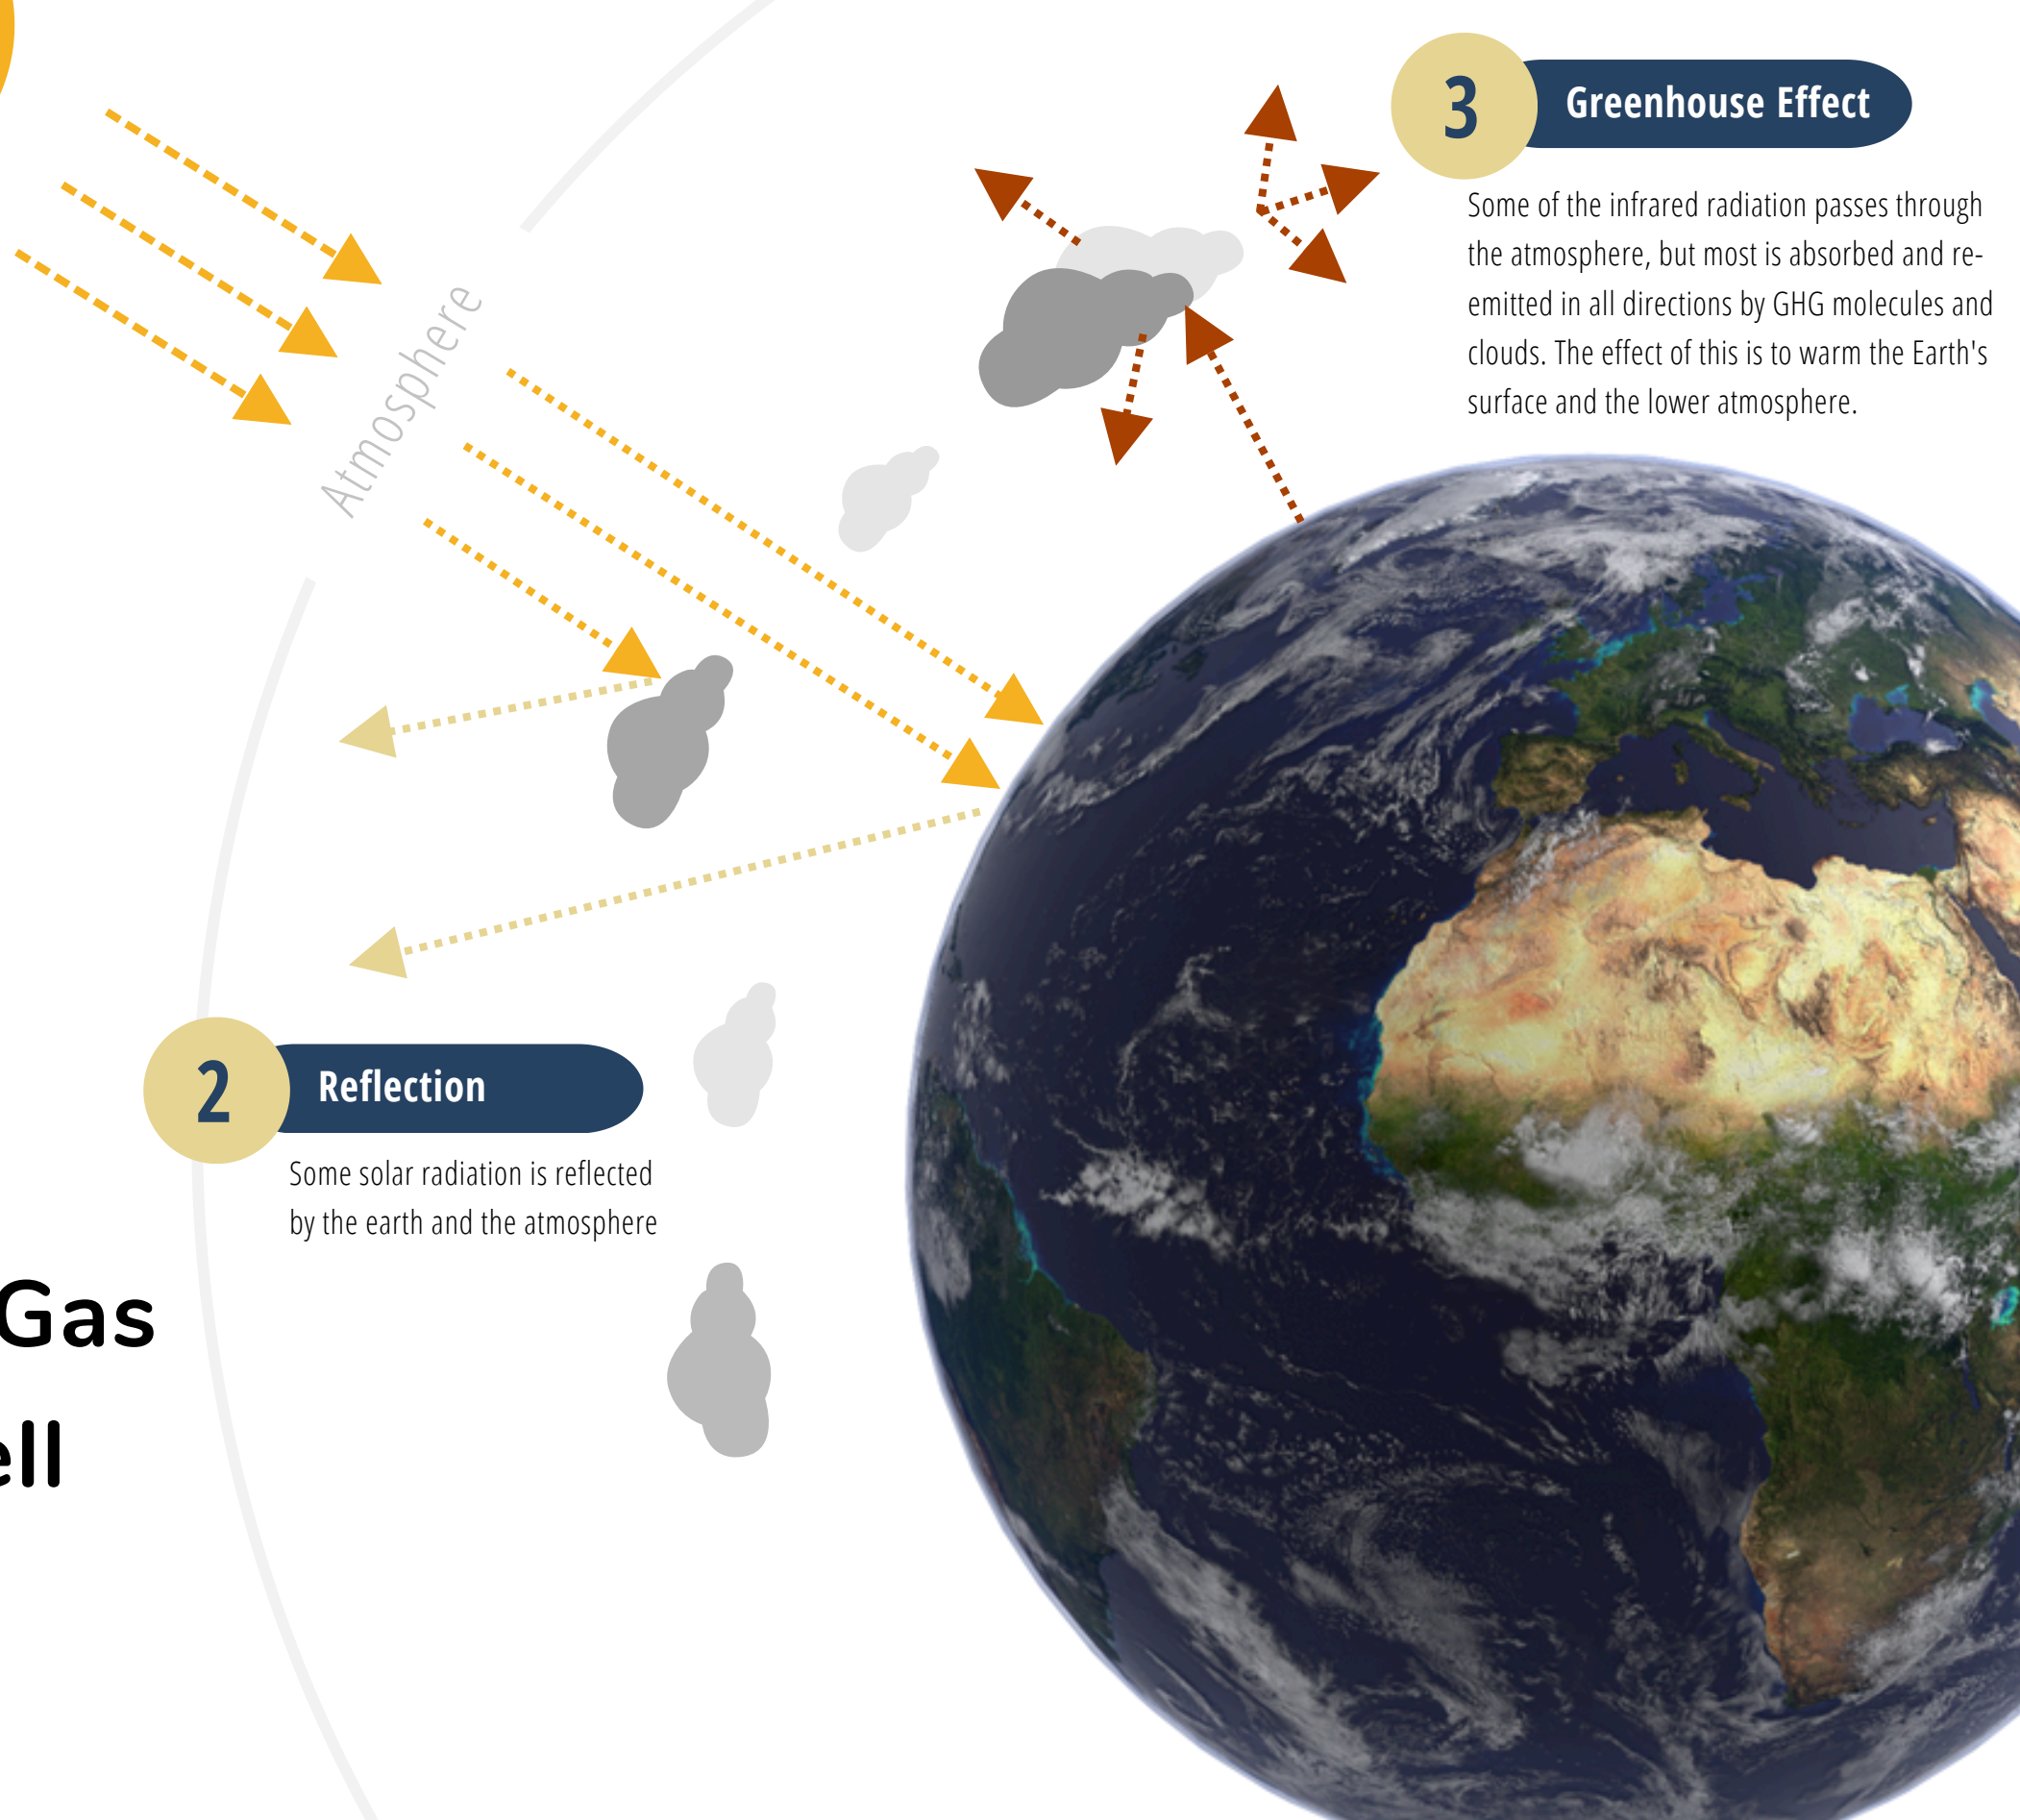 3
Greenhouse Effect
Some of the infrared radiation passes through
the atmosphere, but most is absorbed and re-
emitted in all directions by GHG molecules and
clouds. The effect of this is to warm the Earth's
surface and the lower atmosphere.
Atmosphere
2
Reflection
Some solar radiation is reflected
by the earth and the atmosphere
Gas
ell